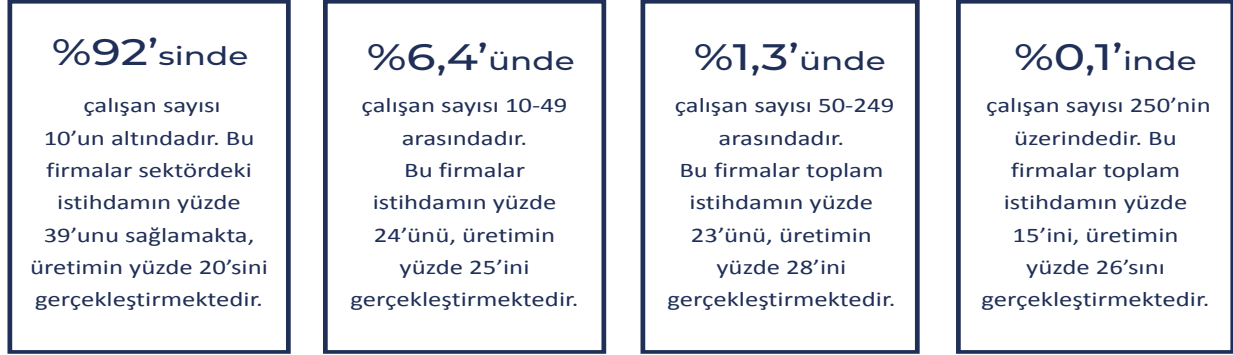 %92'sinde
çalışan sayısı
10'un altındadır. Bu
firmalar sektördeki
istihdamın yüzde
39'unu sağlamakta,
üretimin yüzde 20'sini
gerçekleştirmektedir.
%6,4'ünde
çalışan sayısı 10-49
arasındadır.
Bu firmalar
istihdamın yüzde
24'ünü, üretimin
yüzde 25'ini
gerçekleştirmektedir.
%1,3'ünde
çalışan sayısı 50-249
arasındadır.
Bu firmalar toplam
istihdamın yüzde
23'ünü, üretimin
yüzde 28'ini
gerçekleştirmektedir.
%0,1'inde
çalışan sayısı 250'nin
üzerindedir. Bu
firmalar toplam
istihdamın yüzde
15'ini, üretimin
yüzde 26'sını
gerçekleştirmektedir.